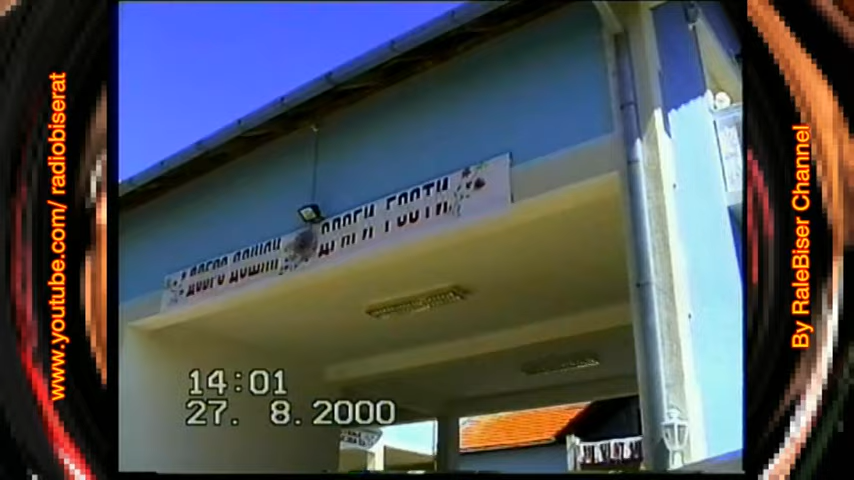 www.youtube.com/radiobiserat
ДОБРО ДОШЛИ ДРАГИ ГОСТИ
14:01
27. 8. 2000
By RaleBiser Channel